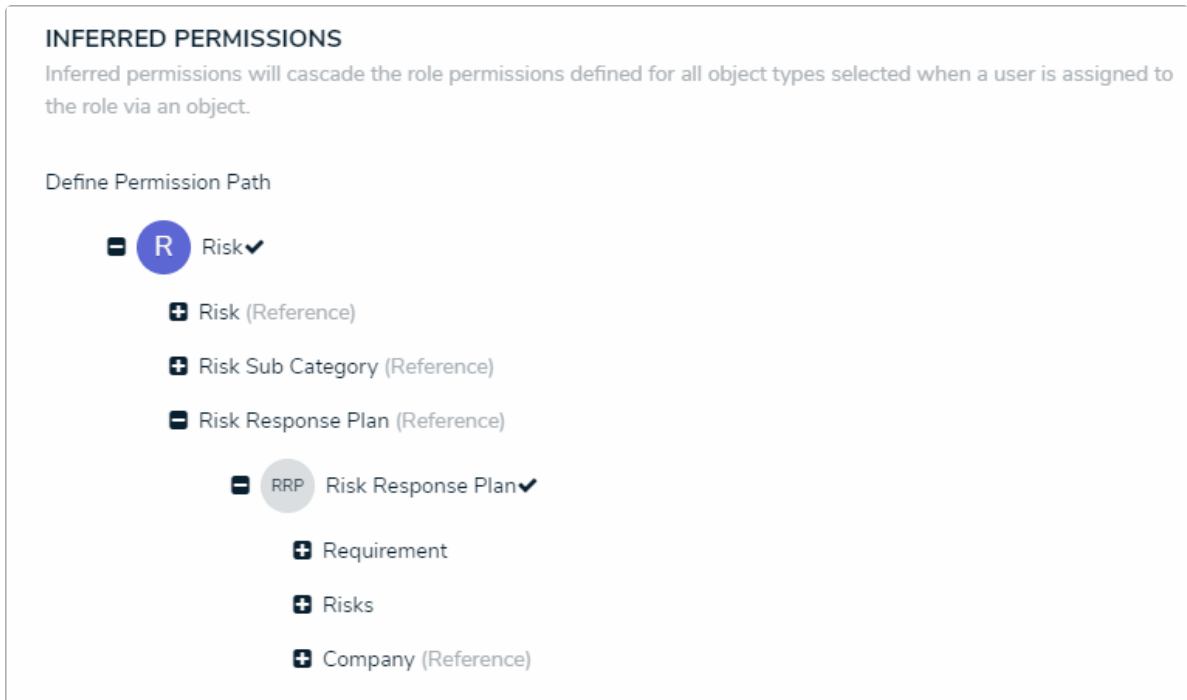 INFERRED PERMISSIONS
Inferred permissions will cascade the role permissions defined for all object types selected when a user is assigned to
the role via an object.
Define Permission Path
R Risk
Risk (Reference)
Risk Sub Category (Reference)
Risk Response Plan (Reference)
RRP Risk Response Plan
Requirement
Risks
Company (Reference)